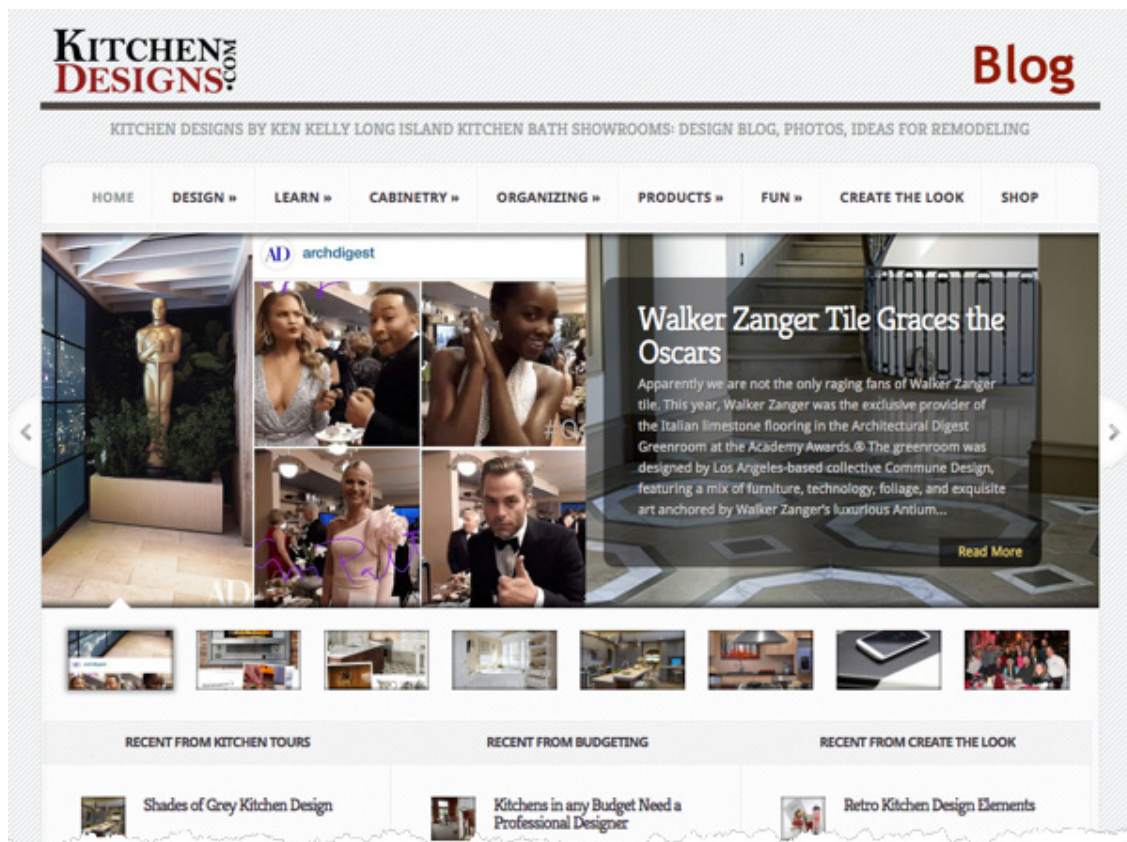 KITCHEN
DESIGNS.COM
Blog
KITCHEN DESIGNS BY KEN KELLY LONG ISLAND KITCHEN BATH SHOWROOMS: DESIGN BLOG, PHOTOS, IDEAS FOR REMODELING
HOME DESIGN » LEARN » CABINETRY » ORGANIZING » PRODUCTS » FUN » CREATE THE LOOK SHOP
AD archdigest
Walker Zanger Tile Graces the
Oscars
Apparently we are not the only raging fans of Walker Zanger
tile. This year, Walker Zanger was the exclusive provider of
the Italian limestone flooring in the Architectural Digest
Greenroom at the Academy Awards.® The greenroom was
designed by Los Angeles-based collective Commune Design,
featuring a mix of furniture, technology, foliage, and exquisite
art anchored by Walker Zanger's luxurious Antium...
Read More
AD
RECENT FROM KITCHEN TOURS RECENT FROM BUDGETING RECENT FROM CREATE THE LOOK
Shades of Grey Kitchen Design
Kitchens in any Budget Need a
Professional Designer
Retro Kitchen Design Elements